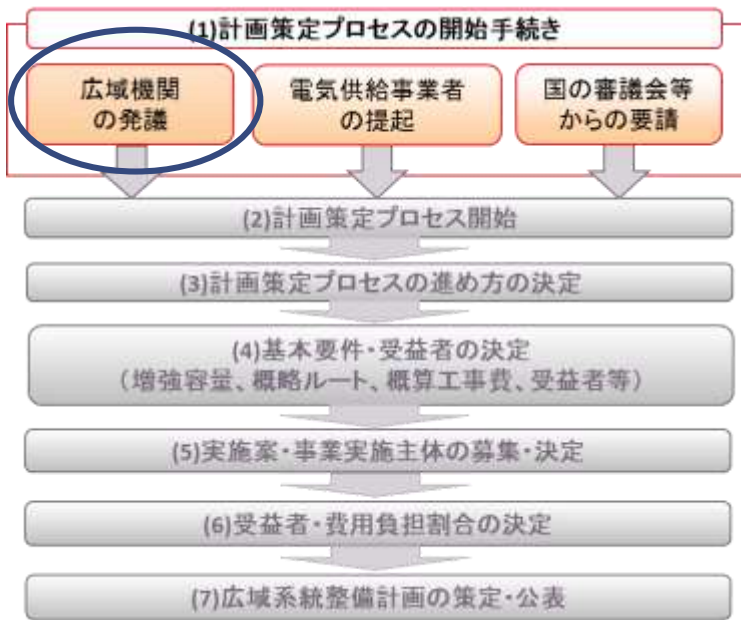 (1)計画策定プロセスの開始手続き
広域機関
の発議
電気供給事業者
の提起
国の審議会等
からの要請
(2)計画策定プロセス開始
(3)計画策定プロセスの進め方の決定
(4)基本要件・受益者の決定
（増強容量、概略ルート、概算工事費、受益者等）
(5)実施案・事業実施主体の募集・決定
(6)受益者・費用負担割合の決定
(7)広域系統整備計画の策定・公表